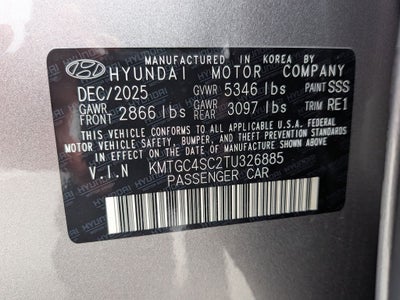 MANUFACTURED IN KOREA BY
HYUNDAI MOTOR COMPANY
DEC/2025 GVWR 5346 lbs PAINT SSS
GAWR FRONT 2866 lbs GAWR REAR 3097 lbs TRIM RE1
THIS VEHICLE CONFORMS TO ALL APPLICABLE U.S.A. FEDERAL
MOTOR VEHICLE SAFETY, BUMPER, AND THEFT PREVENTION STANDARDS
IN EFFECT ON THE DATE OF MANUFACTURE SHOWN ABOVE.
V.I.N KMTGC4SC2TU326885
PASSENGER CAR